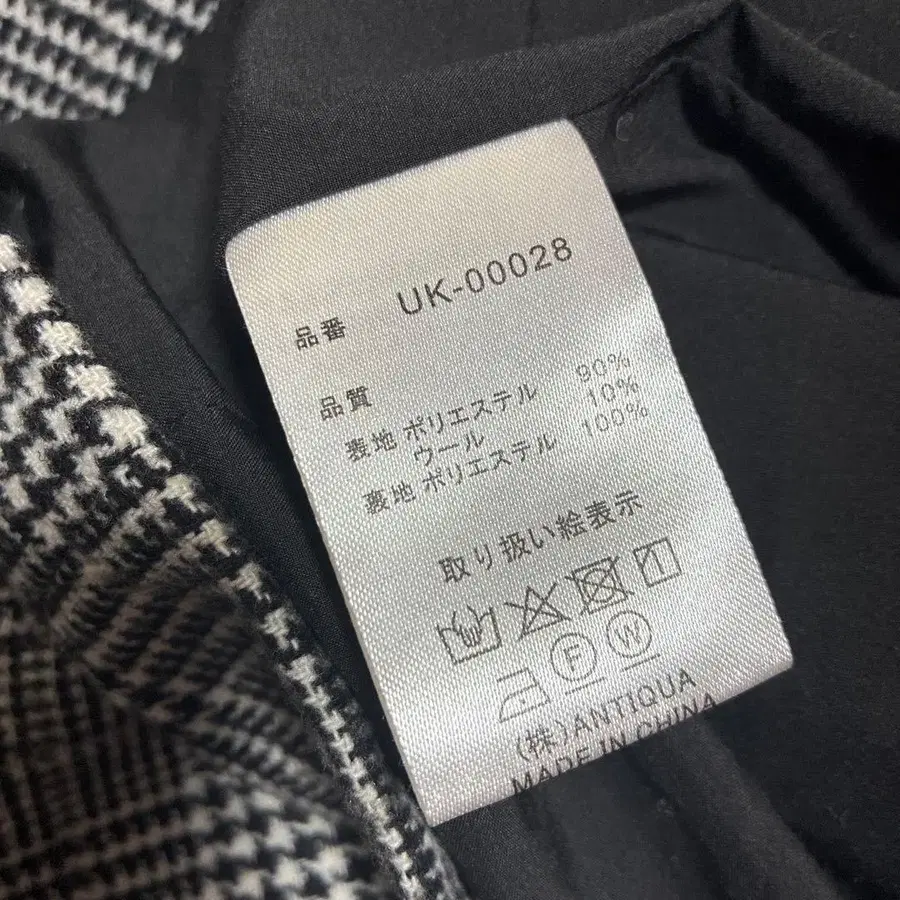 品番 UK-00028
品質
表地 ポリエステル 90%
ウール 10%
裏地 ポリエステル 100%
取り扱い絵表示
F W
(株)ANTIQUA
MADE IN CHINA